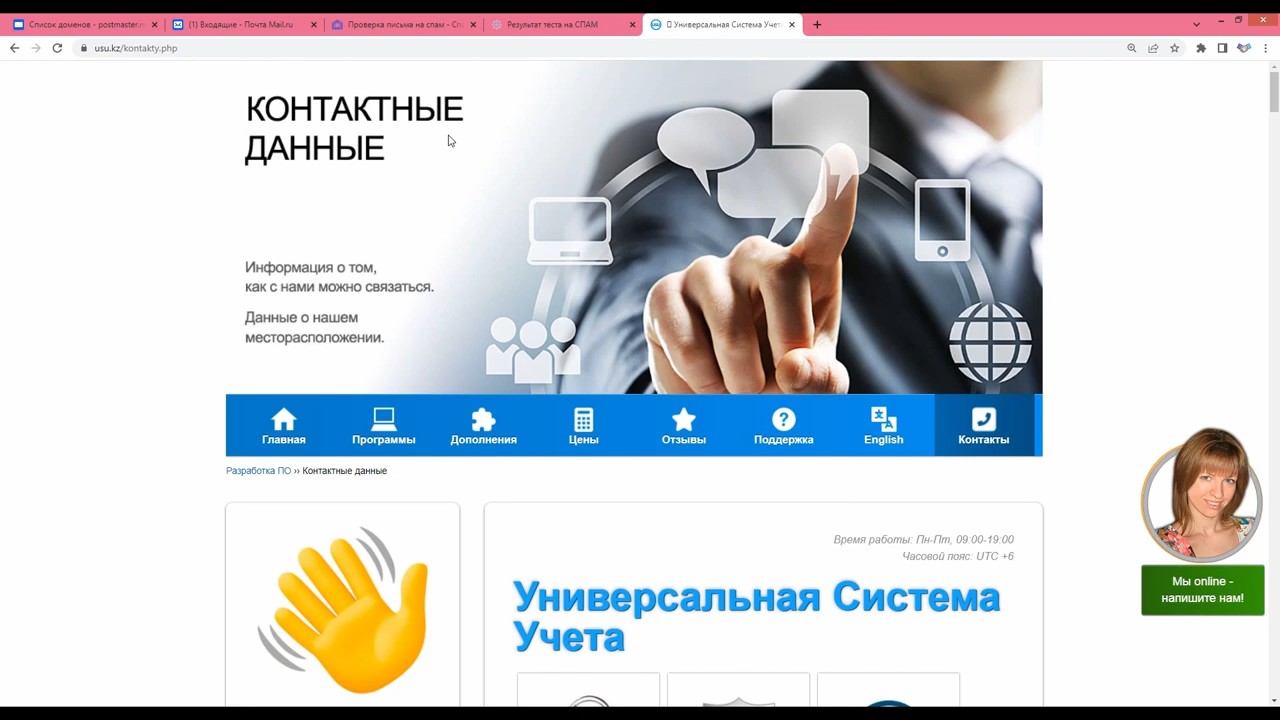 Список доменов - postmaster.
(1) Входящие - Почта Mail.ru
Проверка письма на спам - Сп
Результат теста на СПАМ
Универсальная Система Учет
usu.kz/kontakty.php
КОНТАКТНЫЕ
ДАННЫЕ
Информация о том,
как с нами можно связаться.
Данные о нашем
месторасположении.
Главная
Программы
Дополнения
Цены
Отзывы
Поддержка
English
Контакты
Разработка ПО ›› Контактные данные
Время работы: Пн-Пт, 09:00-19:00
Часовой пояс: UTC +6
Универсальная Система
Учета
Мы online -
напишите нам!